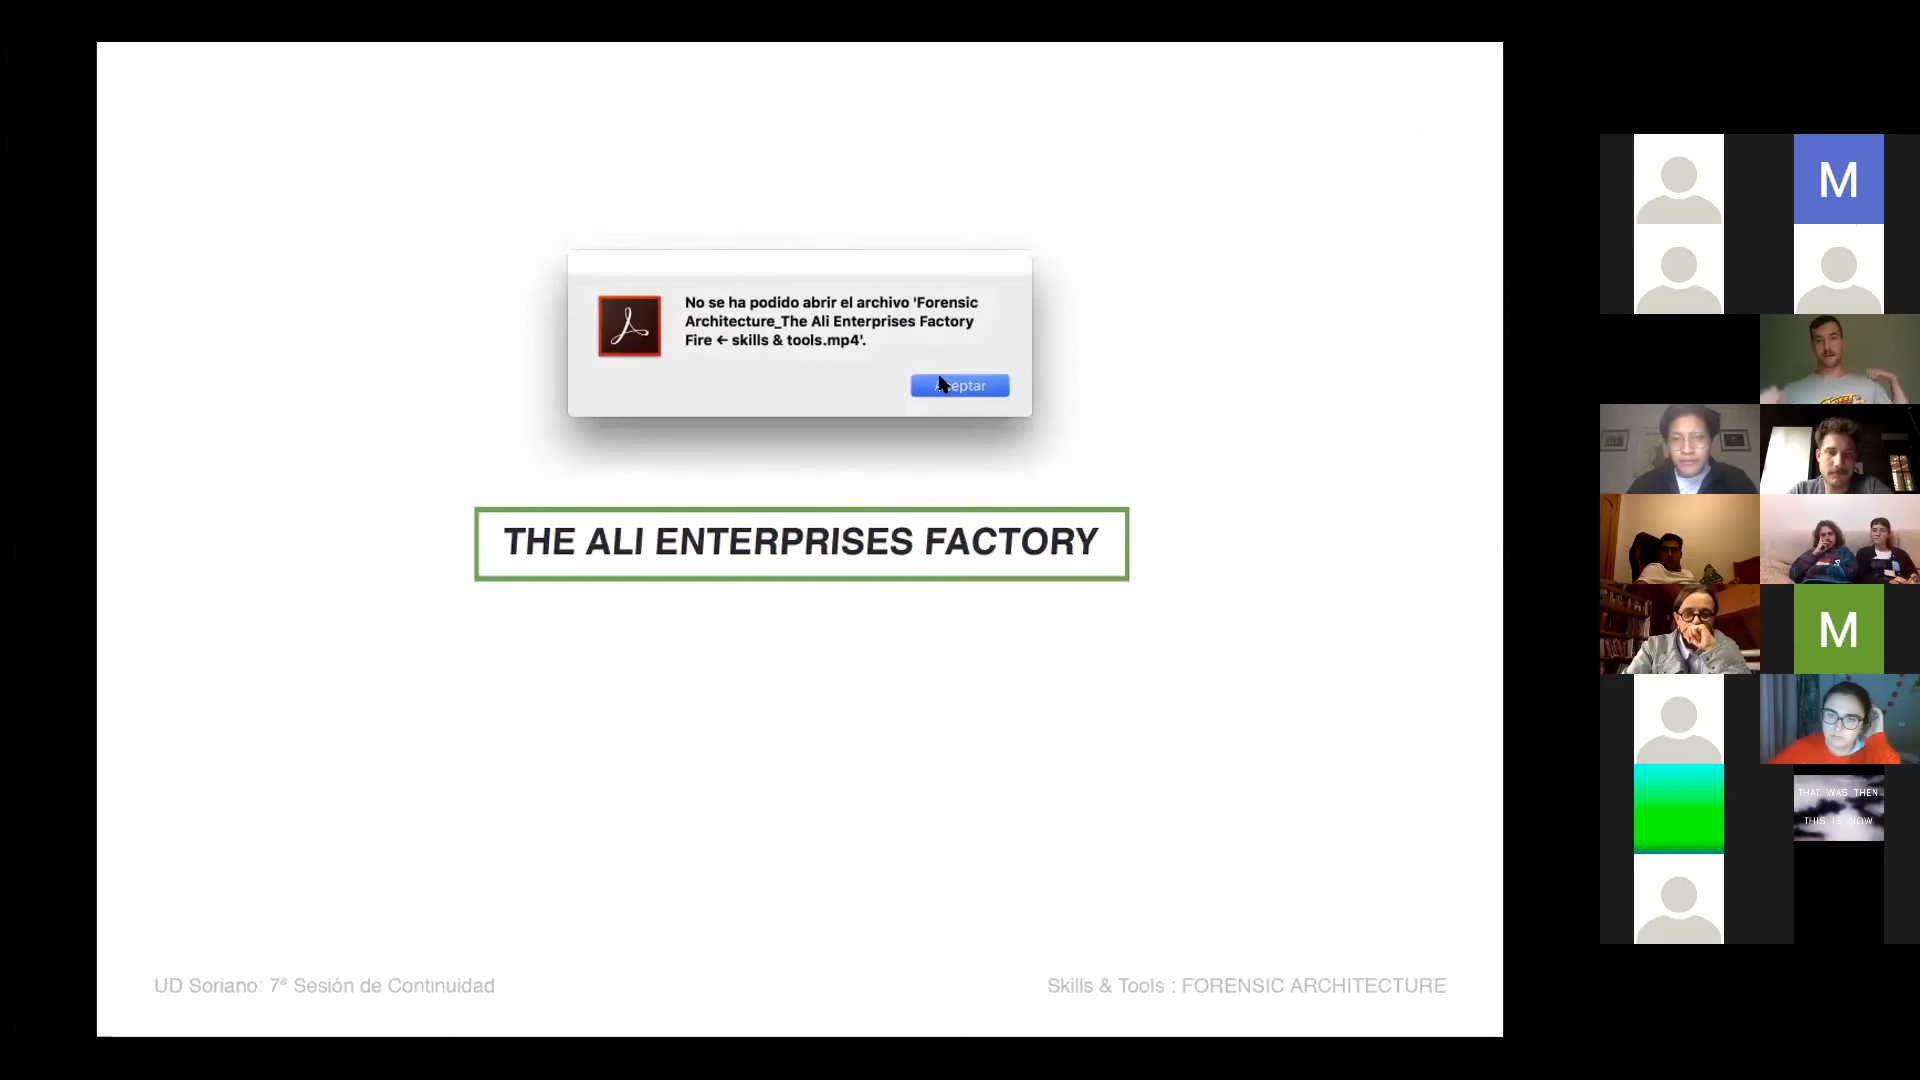 No se ha podido abrir el archivo 'Forensic
Architecture_The Ali Enterprises Factory
Fire ← skills & tools.mp4'.
Aceptar
THE ALI ENTERPRISES FACTORY
UD Soriano: 7ª Sesión de Continuidad
Skills & Tools : FORENSIC ARCHITECTURE
M
M
THAT WAS THEN
THIS IS NOW